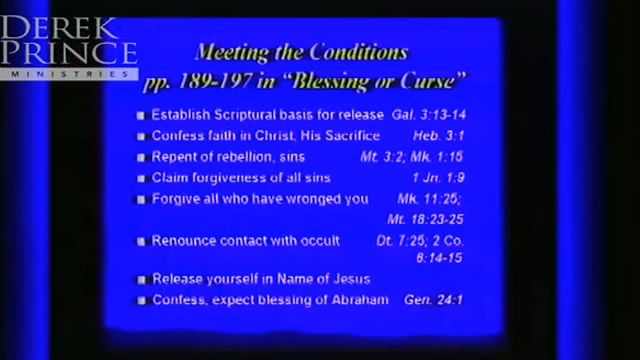 DEREK
PRINCE
MINISTRIES
Meeting the Conditions
pp. 189-197 in "Blessing or Curse"
Establish Scriptural basis for release Gal. 3:13-14
Confess faith in Christ, His Sacrifice Heb. 3:1
Repent of rebellion, sins Mt. 3:2; Mk. 1:15
Claim forgiveness of all sins 1 Jn. 1:9
Forgive all who have wronged you Mk. 11:25;
Mt. 18:23-25
Renounce contact with occult Dt. 7:25; 2 Co.
6:14-15
Release yourself in Name of Jesus
Confess, expect blessing of Abraham Gen. 24:1